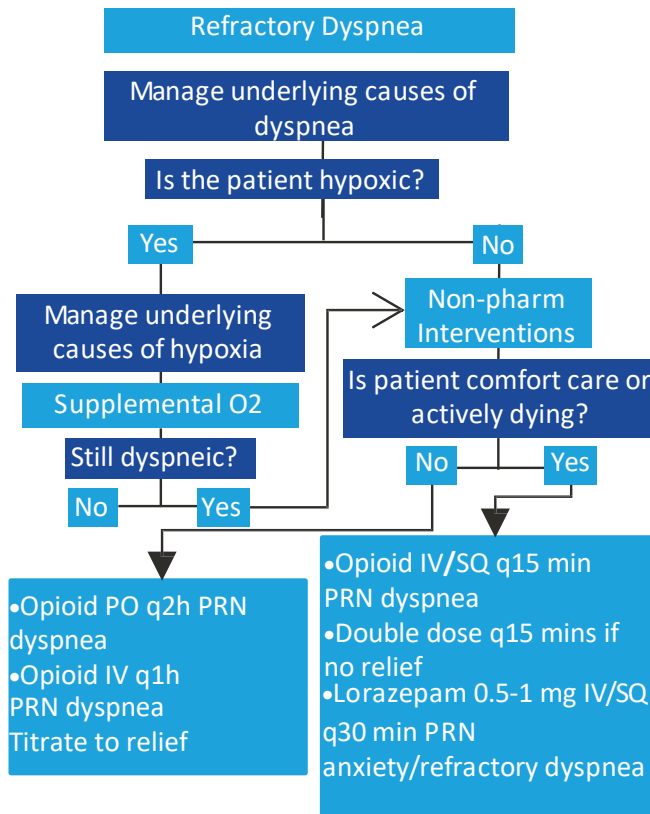 Refractory Dyspnea
Manage underlying causes of
dyspnea
Is the patient hypoxic?
Yes
No
Manage underlying
causes of hypoxia
Non-pharm
Interventions
Supplemental O2
Is patient comfort care or
actively dying?
Still dyspneic?
No
Yes
No
Yes
•Opioid PO q2h PRN
dyspnea
•Opioid IV q1h
PRN dyspnea
Titrate to relief
•Opioid IV/SQ q15 min
PRN dyspnea
•Double dose q15 mins if
no relief
•Lorazepam 0.5-1 mg IV/SQ
q30 min PRN
anxiety/refractory dyspnea